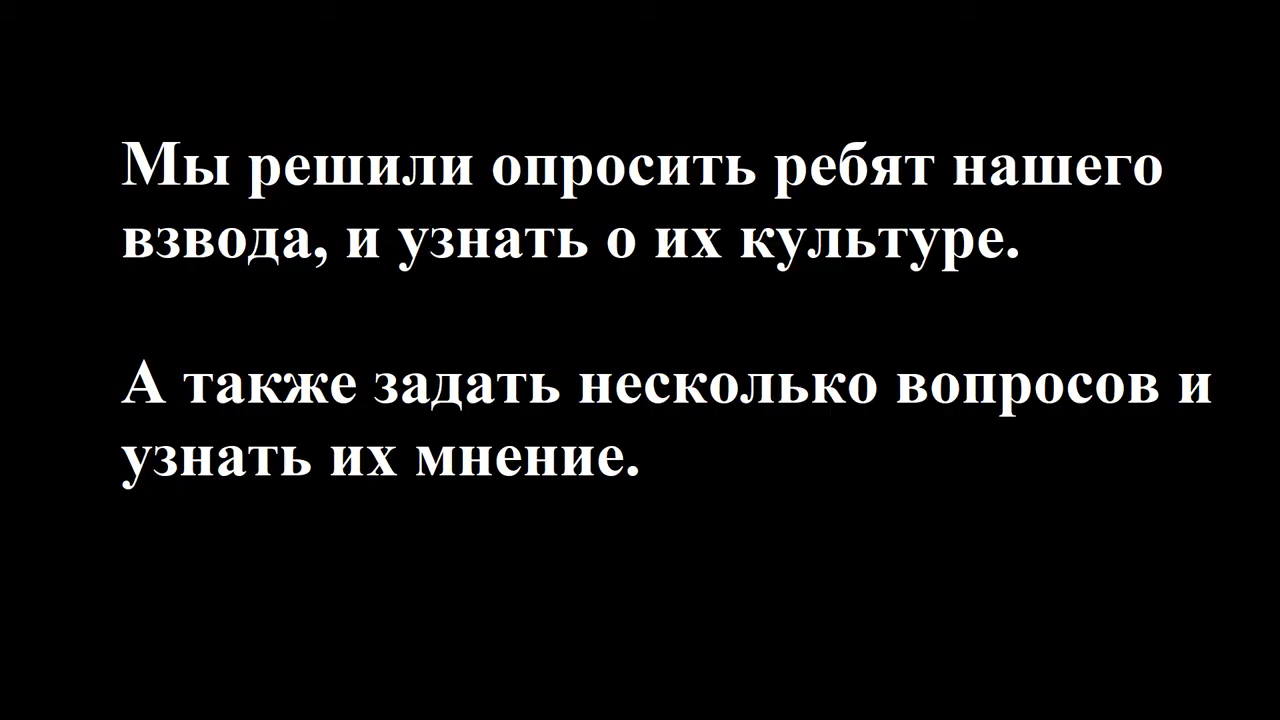 Мы решили опросить ребят нашего
взвода, и узнать о их культуре.
А также задать несколько вопросов и
узнать их мнение.